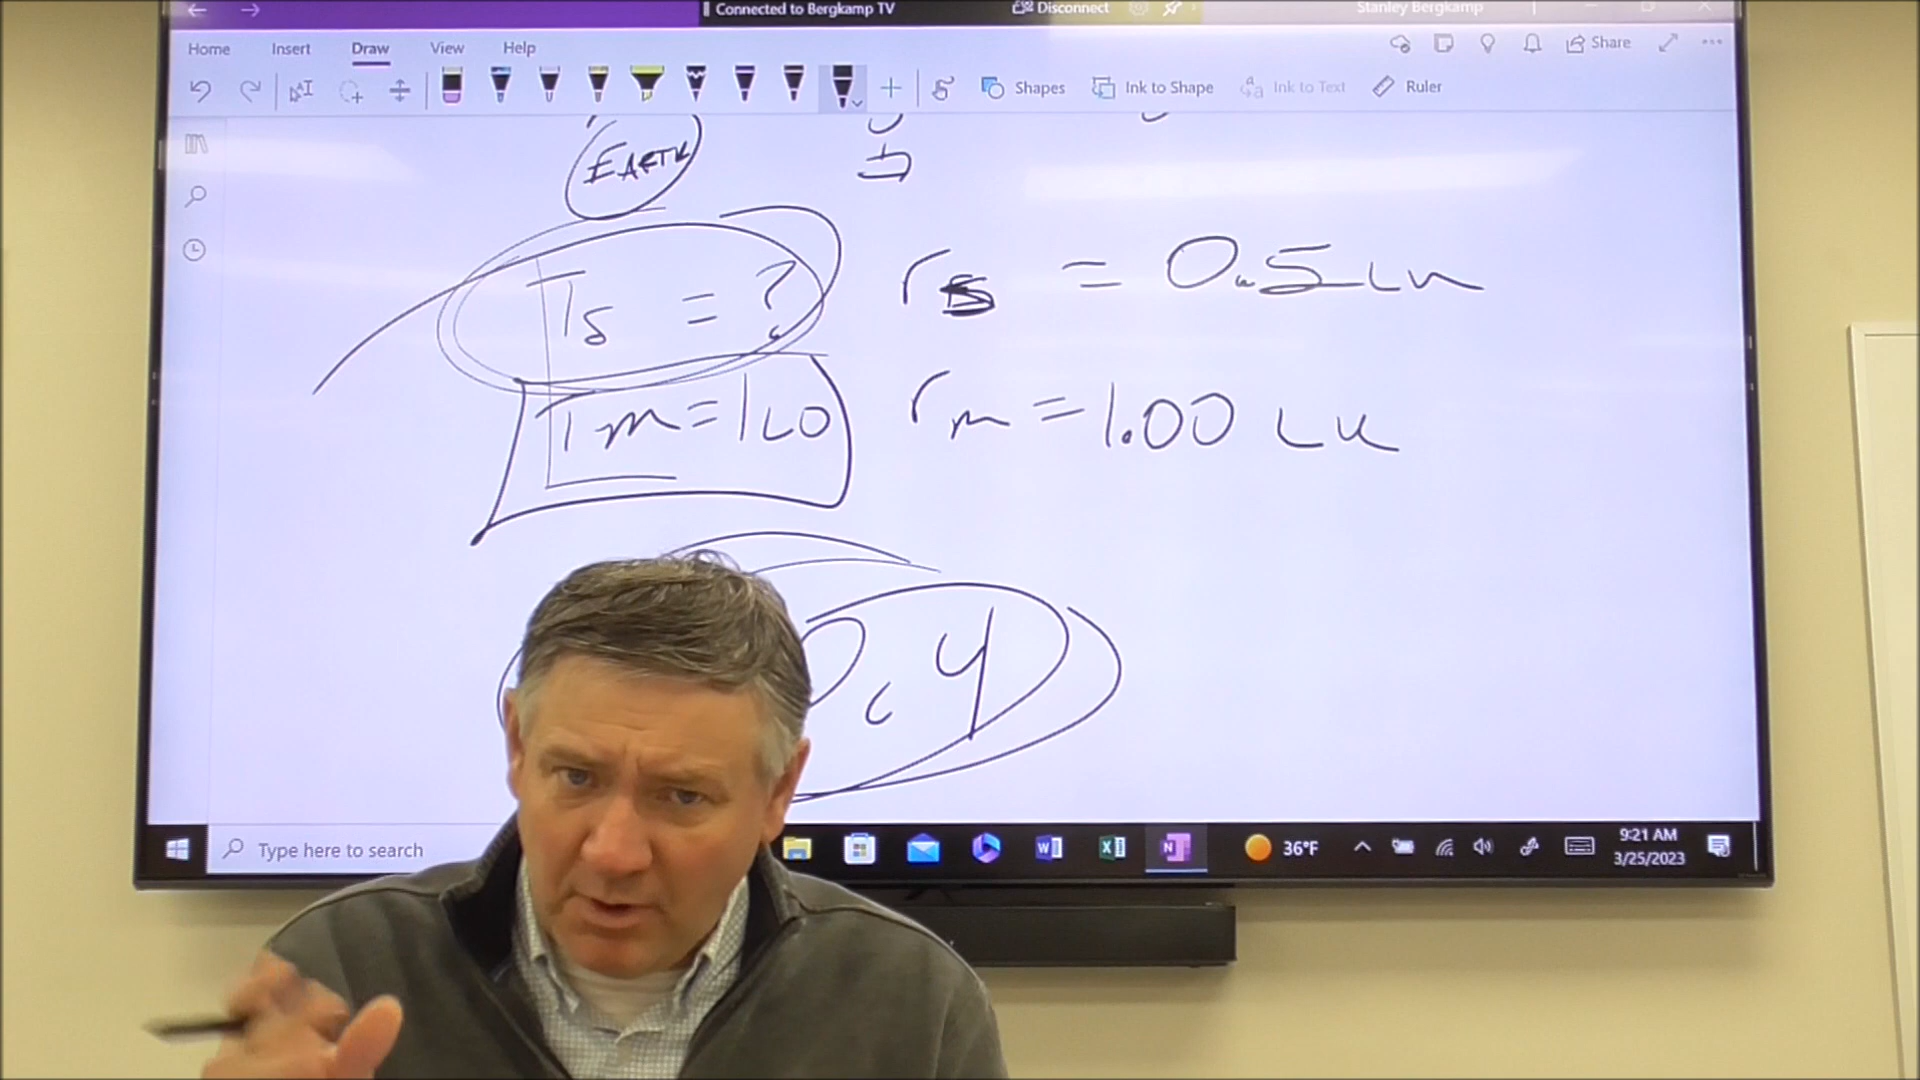 Connected to Bergkamp TV
Disconnect
Stanley Bergkamp
Home Insert Draw View Help
Share
Shapes
Ink to Shape
Ink to Text
Ruler
EARTH
Ts = ?
rs = 0.5 Lu
Tm = 1LO
rm = 1.00 LU
Type here to search
36°F
9:21 AM
3/25/2023